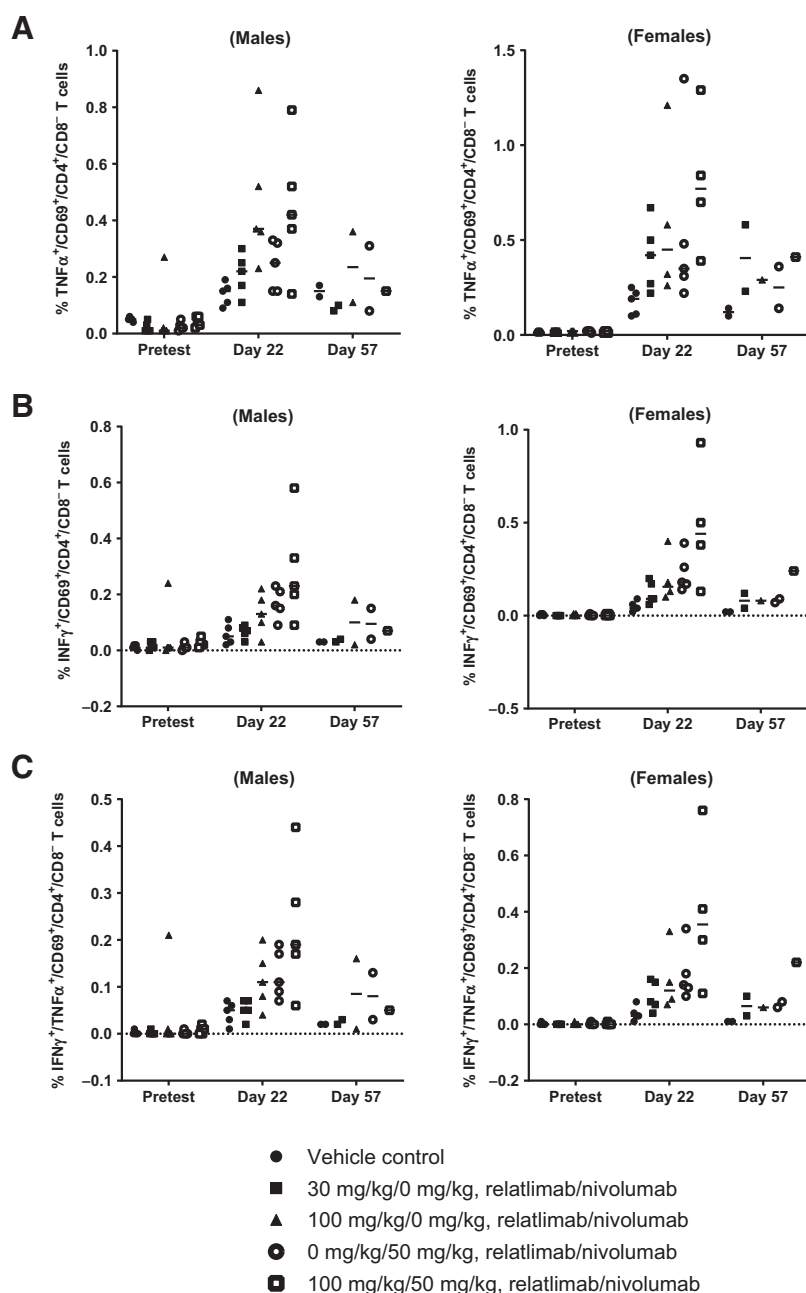 A
(Males)
(Females)
% TNFα⁺/CD69⁺/CD4⁺/CD8⁻ T cells
1.0
0.8
0.6
0.4
0.2
0.0
Pretest
Day 22
Day 57
% TNFα⁺/CD69⁺/CD4⁺/CD8⁻ T cells
1.5
1.0
0.5
0.0
Pretest
Day 22
Day 57
B
(Males)
(Females)
% INFγ⁺/CD69⁺/CD4⁺/CD8⁻ T cells
0.8
0.6
0.4
0.2
0.0
–0.2
Pretest
Day 22
Day 57
% INFγ⁺/CD69⁺/CD4⁺/CD8⁻ T cells
1.0
0.5
0.0
–0.5
Pretest
Day 22
Day 57
C
(Males)
(Females)
% IFNγ⁺/TNFα⁺/CD69⁺/CD4⁺/CD8⁻ T cells
0.5
0.4
0.3
0.2
0.1
0.0
–0.1
Pretest
Day 22
Day 57
% IFNγ⁺/TNFα⁺/CD69⁺/CD4⁺/CD8⁻ T cells
0.8
0.6
0.4
0.2
0.0
–0.2
Pretest
Day 22
Day 57
Vehicle control
30 mg/kg/0 mg/kg, relatlimab/nivolumab
100 mg/kg/0 mg/kg, relatlimab/nivolumab
0 mg/kg/50 mg/kg, relatlimab/nivolumab
100 mg/kg/50 mg/kg, relatlimab/nivolumab